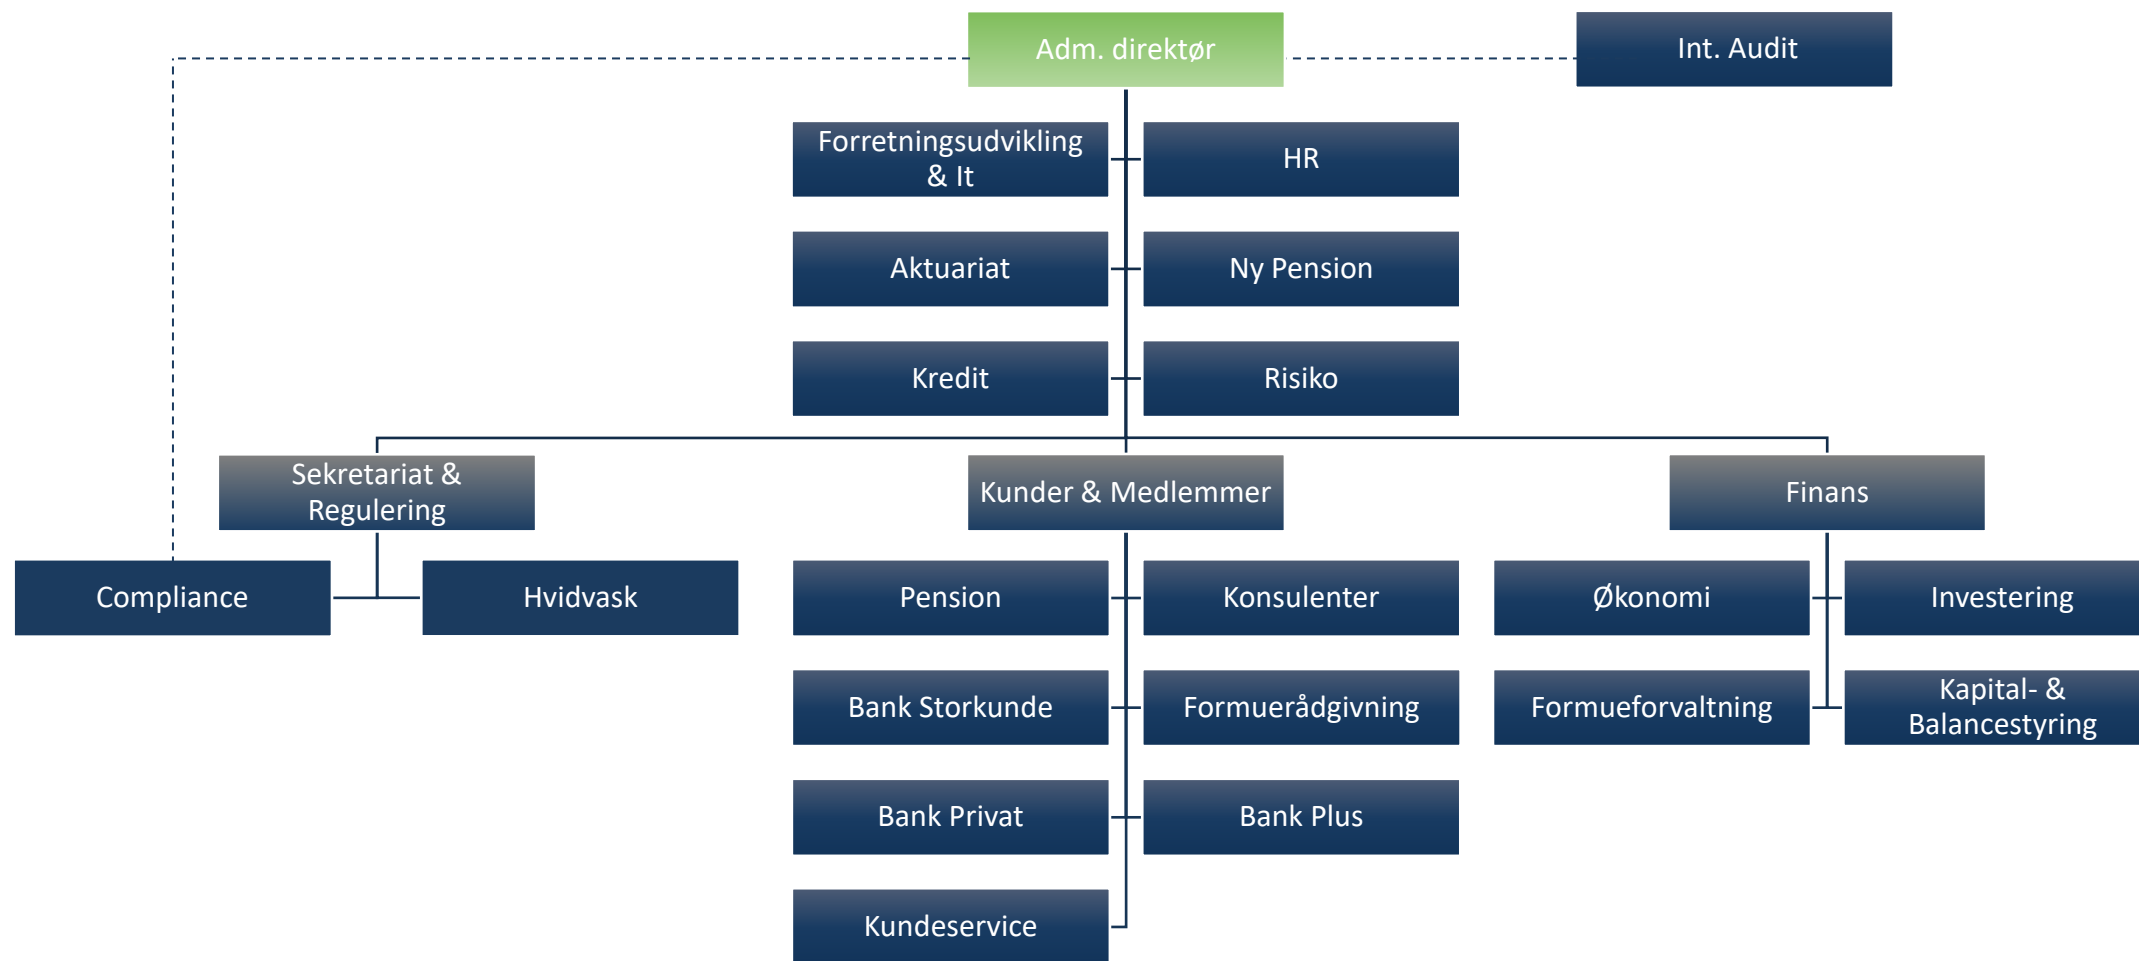 Adm. direktør
Int. Audit
Forretningsudvikling
& It
HR
Aktuariat
Ny Pension
Kredit
Risiko
Sekretariat &
Regulering
Kunder & Medlemmer
Finans
Compliance
Hvidvask
Pension
Konsulenter
Økonomi
Investering
Bank Storkunde
Formuerådgivning
Formueforvaltning
Kapital- &
Balancestyring
Bank Privat
Bank Plus
Kundeservice